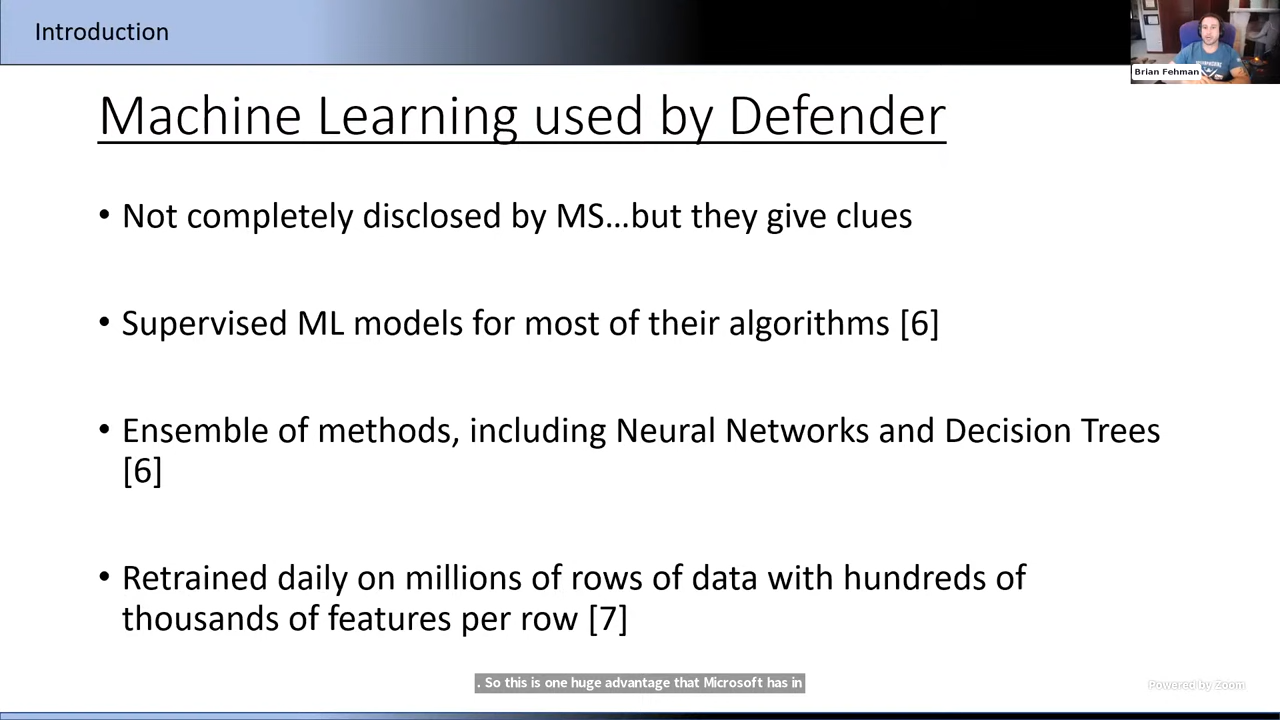 Introduction
Brian Fehman
Machine Learning used by Defender
• Not completely disclosed by MS…but they give clues
• Supervised ML models for most of their algorithms [6]
• Ensemble of methods, including Neural Networks and Decision Trees
[6]
• Retrained daily on millions of rows of data with hundreds of
thousands of features per row [7]
. So this is one huge advantage that Microsoft has in
Powered by Zoom